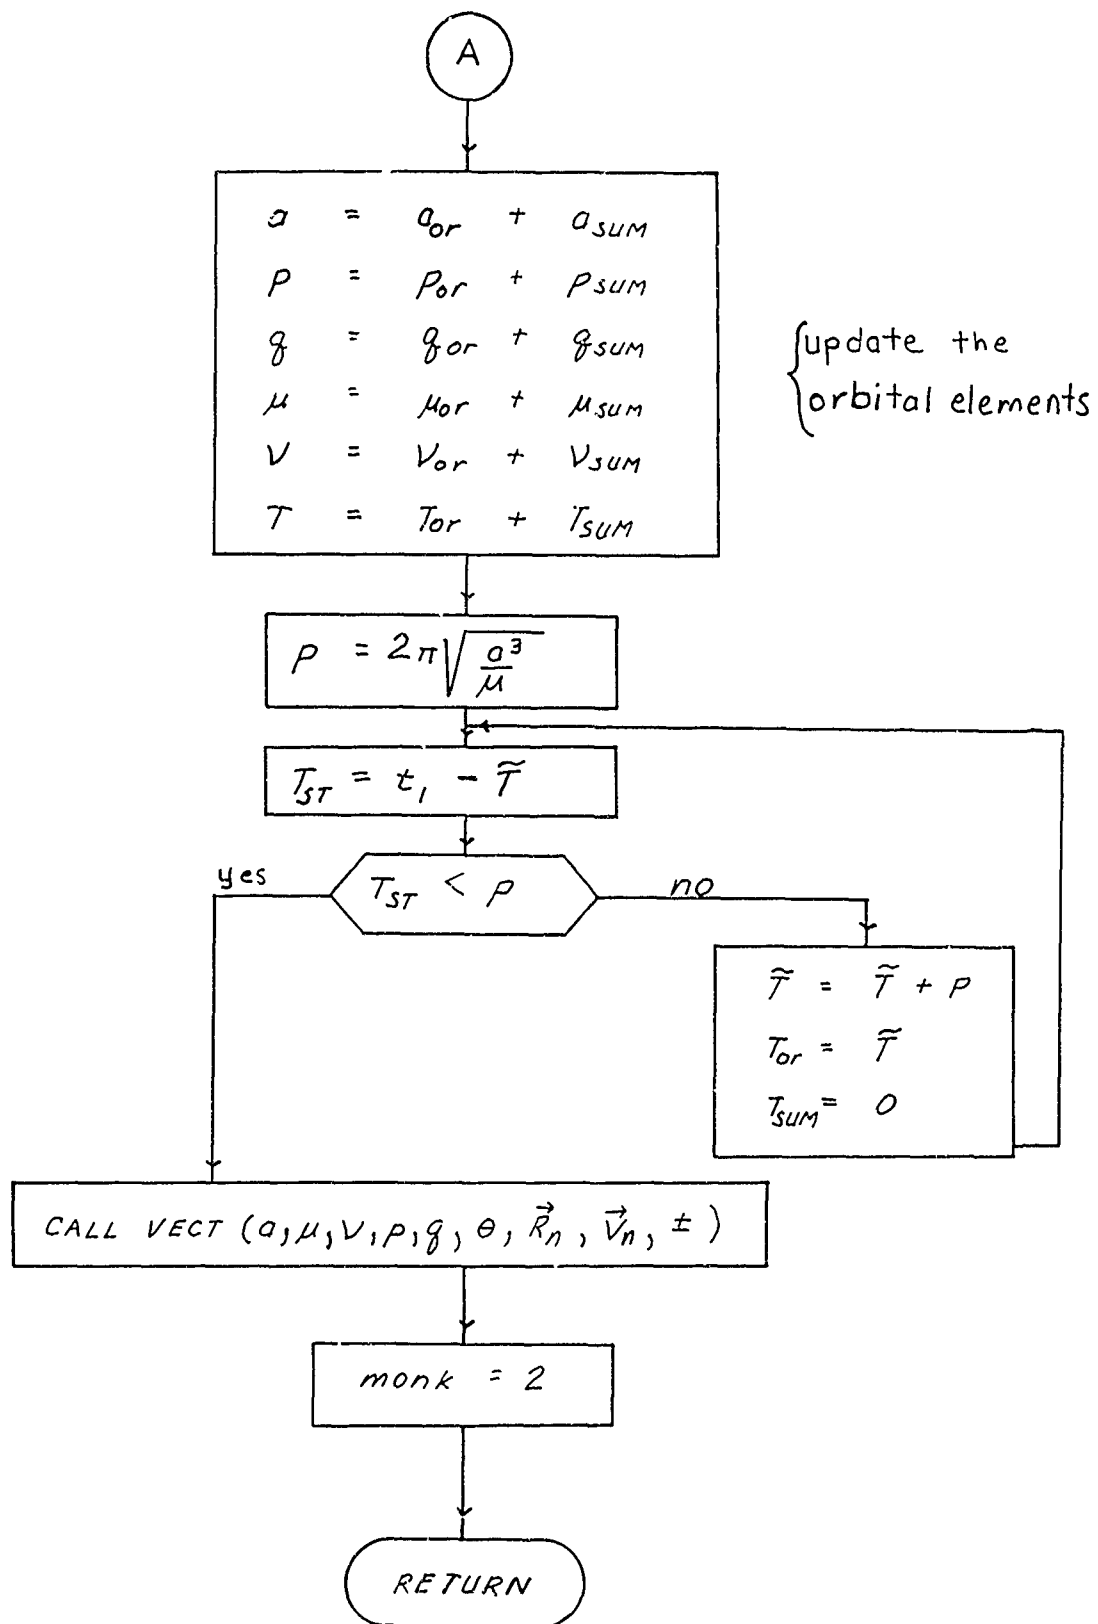 A
a = a_or + a_SUM
p = p_or + p_SUM
q = q_or + q_SUM
μ = μ_or + μ_SUM
ν = ν_or + ν_SUM
T = T_or + T_SUM
update the
orbital elements
P = 2π√(a³/μ)
T_ST = t₁ - T̃
T_ST < P
yes
no
T̃ = T̃ + P
T_or = T̃
T_SUM = 0
CALL VECT (a, μ, ν, p, q, θ, R⃗_n, V⃗_n, ±)
monk = 2
RETURN